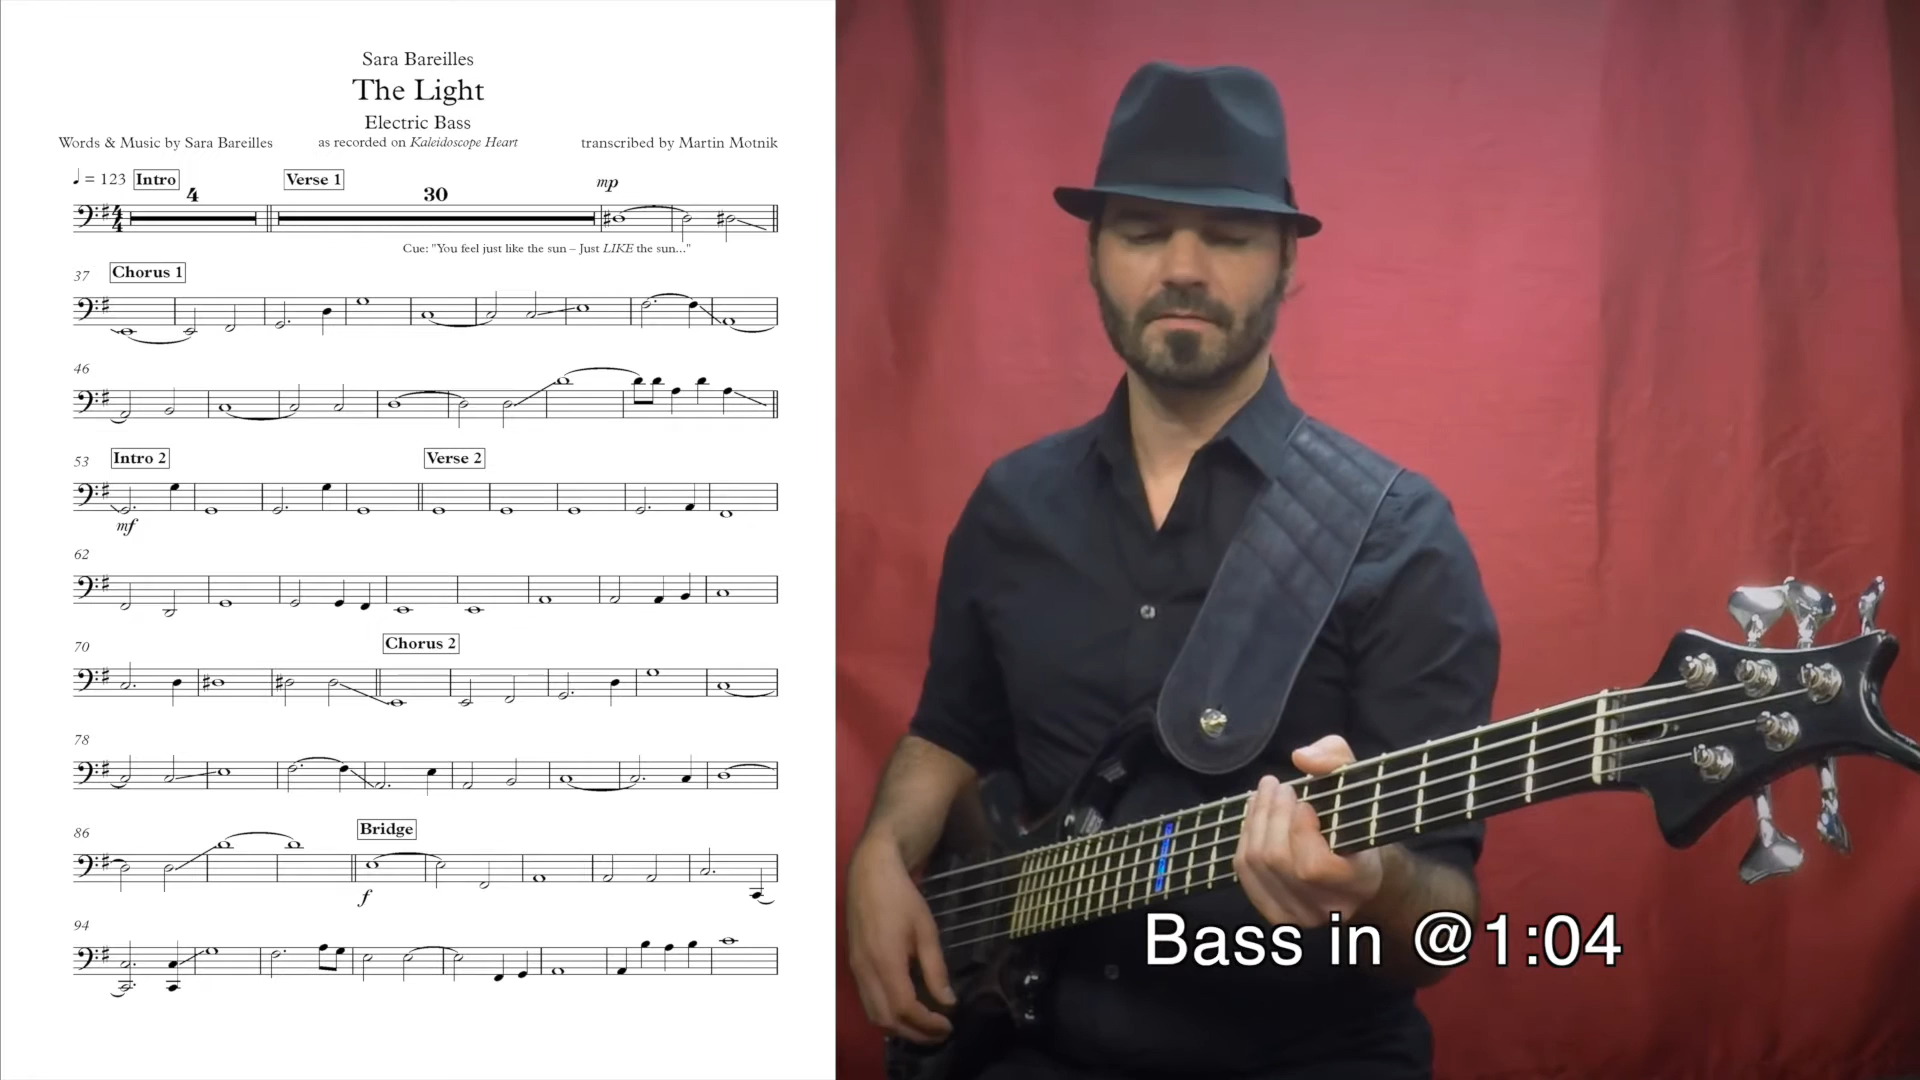 Sara Bareilles
The Light
Electric Bass
Words & Music by Sara Bareilles
as recorded on Kaleidoscope Heart
transcribed by Martin Motnik
♩ = 123
Intro
Verse 1
4
30
mp
4
4
Cue: "You feel just like the sun – Just LIKE the sun..."
37
Chorus 1
46
53
Intro 2
Verse 2
mf
62
70
Chorus 2
78
86
Bridge
f
94
Bass in @1:04